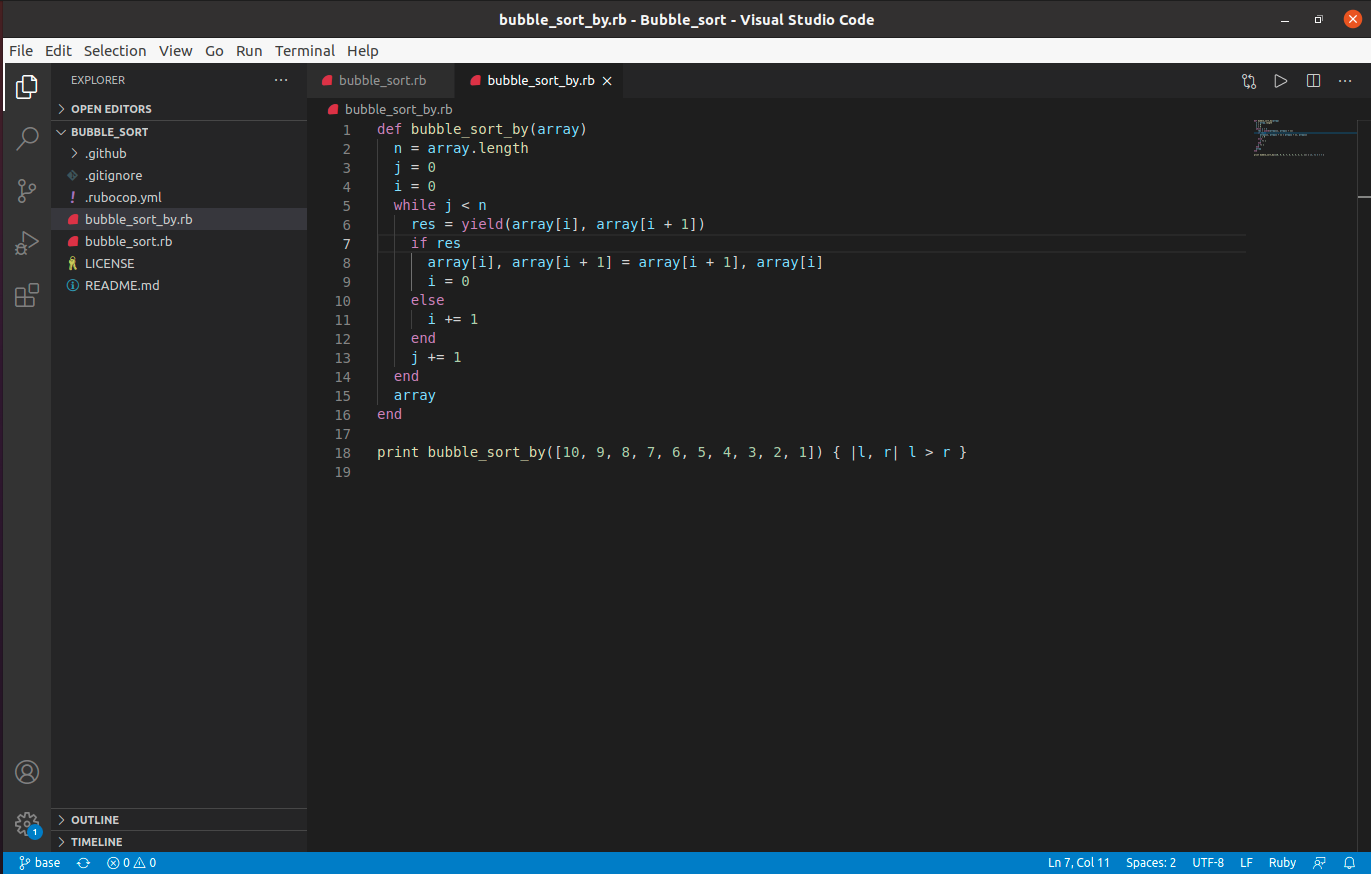 bubble_sort_by.rb - Bubble_sort - Visual Studio Code
File Edit Selection View Go Run Terminal Help
EXPLORER
OPEN EDITORS
BUBBLE_SORT
.github
.gitignore
! .rubocop.yml
bubble_sort_by.rb
bubble_sort.rb
LICENSE
README.md
OUTLINE
TIMELINE
bubble_sort.rb bubble_sort_by.rb
bubble_sort_by.rb
1 def bubble_sort_by(array)
2   n = array.length
3   j = 0
4   i = 0
5   while j < n
6     res = yield(array[i], array[i + 1])
7     if res
8       array[i], array[i + 1] = array[i + 1], array[i]
9       i = 0
10     else
11       i += 1
12     end
13     j += 1
14   end
15   array
16 end
17
18 print bubble_sort_by([10, 9, 8, 7, 6, 5, 4, 3, 2, 1]) { |l, r| l > r }
19
1
base 0 0 Ln 7, Col 11 Spaces: 2 UTF-8 LF Ruby